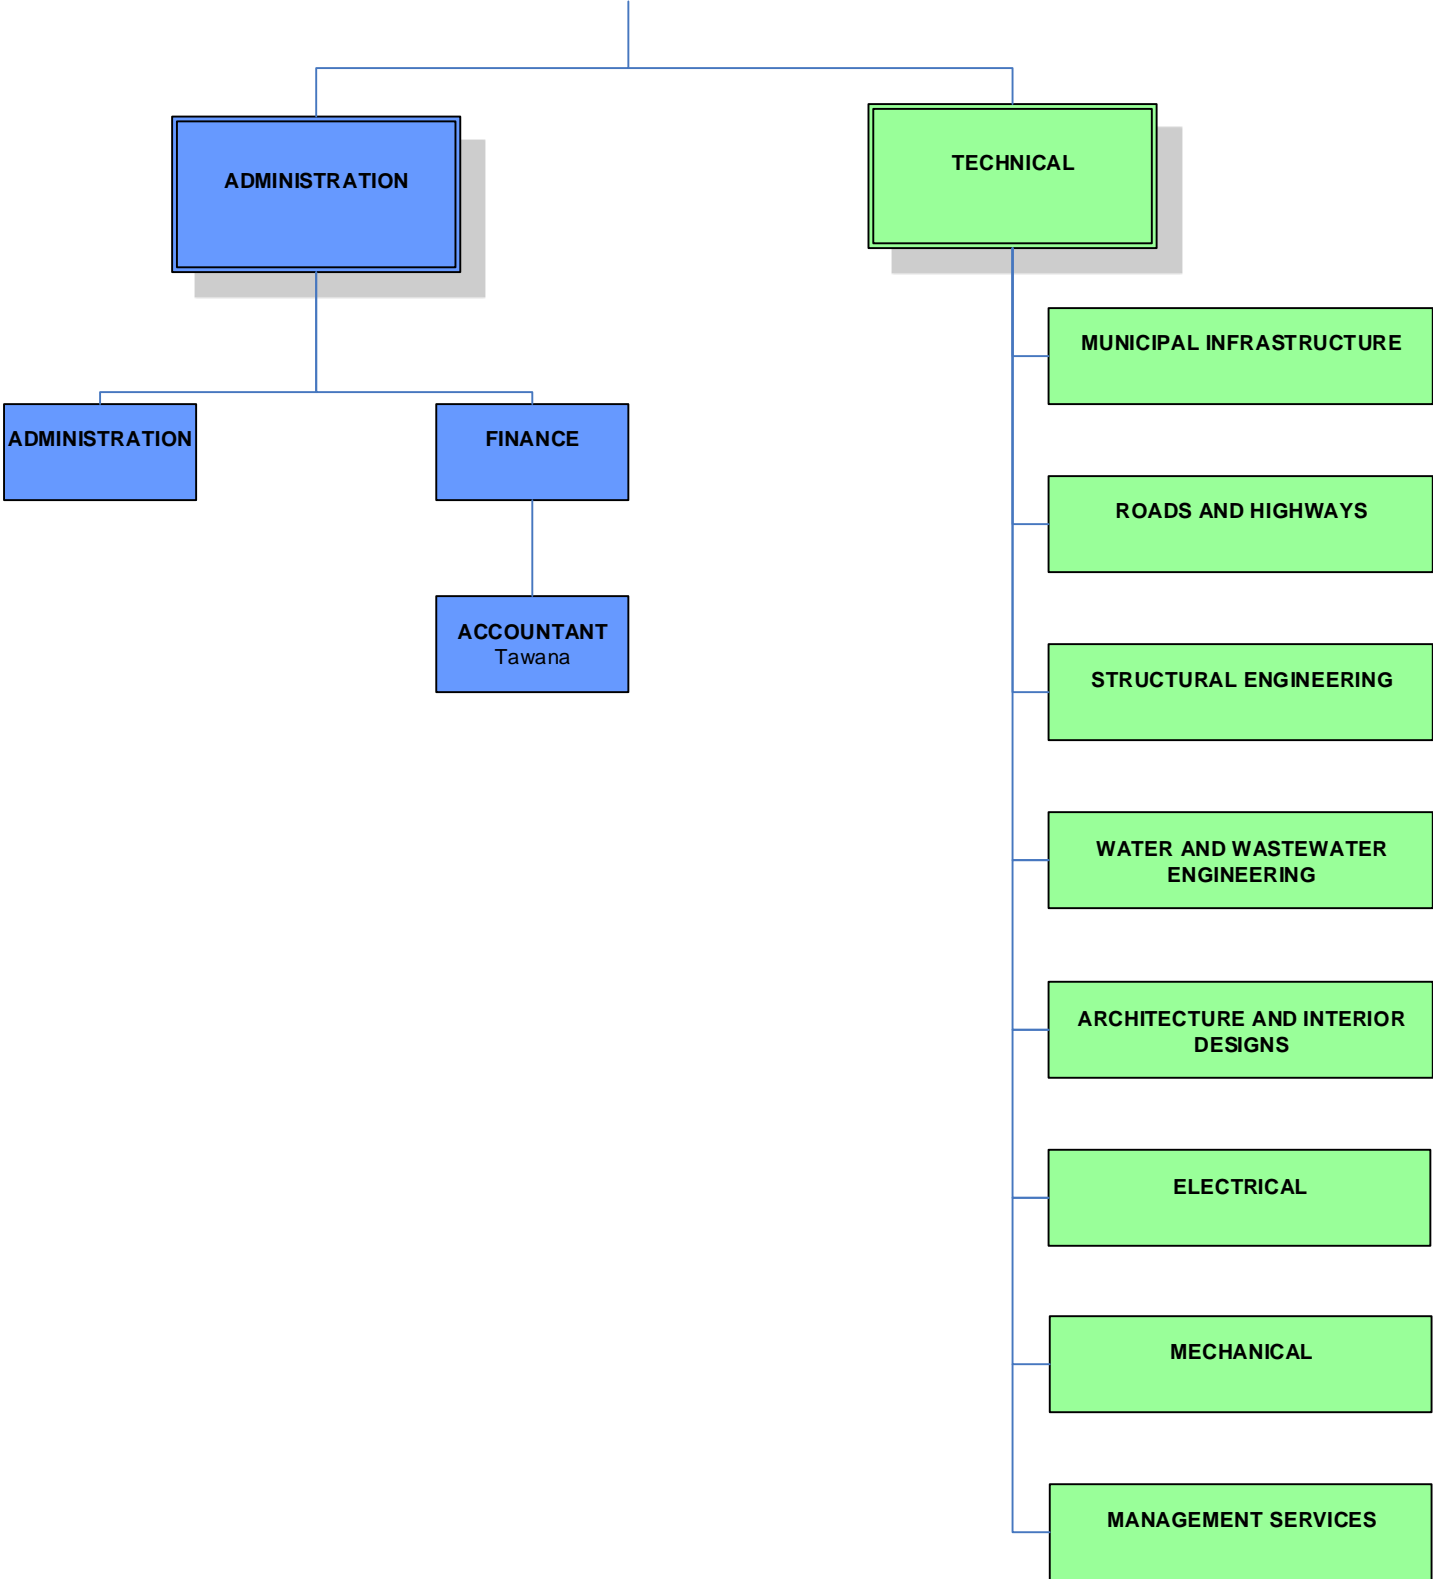 ADMINISTRATION
TECHNICAL
ADMINISTRATION
FINANCE
ACCOUNTANT
Tawana
MUNICIPAL INFRASTRUCTURE
ROADS AND HIGHWAYS
STRUCTURAL ENGINEERING
WATER AND WASTEWATER
ENGINEERING
ARCHITECTURE AND INTERIOR
DESIGNS
ELECTRICAL
MECHANICAL
MANAGEMENT SERVICES